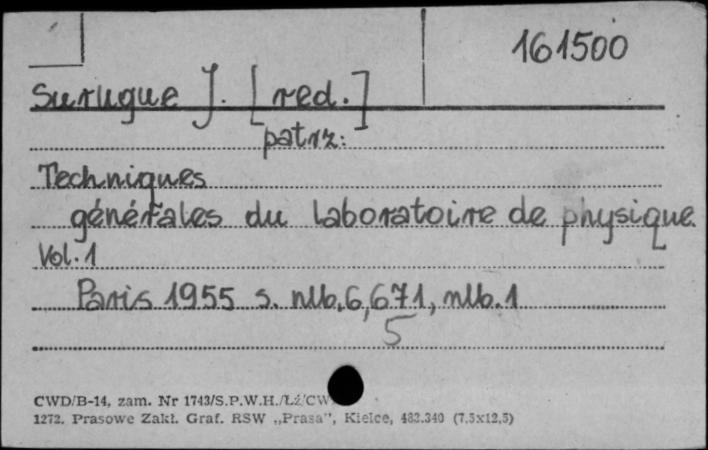 161500
Surugue J. [red.]
patrz:
Techniques
générales du laboratoire de physique.
Vol. 1
Paris 1955 s. nlb. 6, 671, nlb. 1
5
CWD/B-14, zam. Nr 1743/S.P.W.H./Łź/CW
1272. Prasowe Zakł. Graf. RSW „Prasa”, Kielce, 482.340 (7,5x12,5)